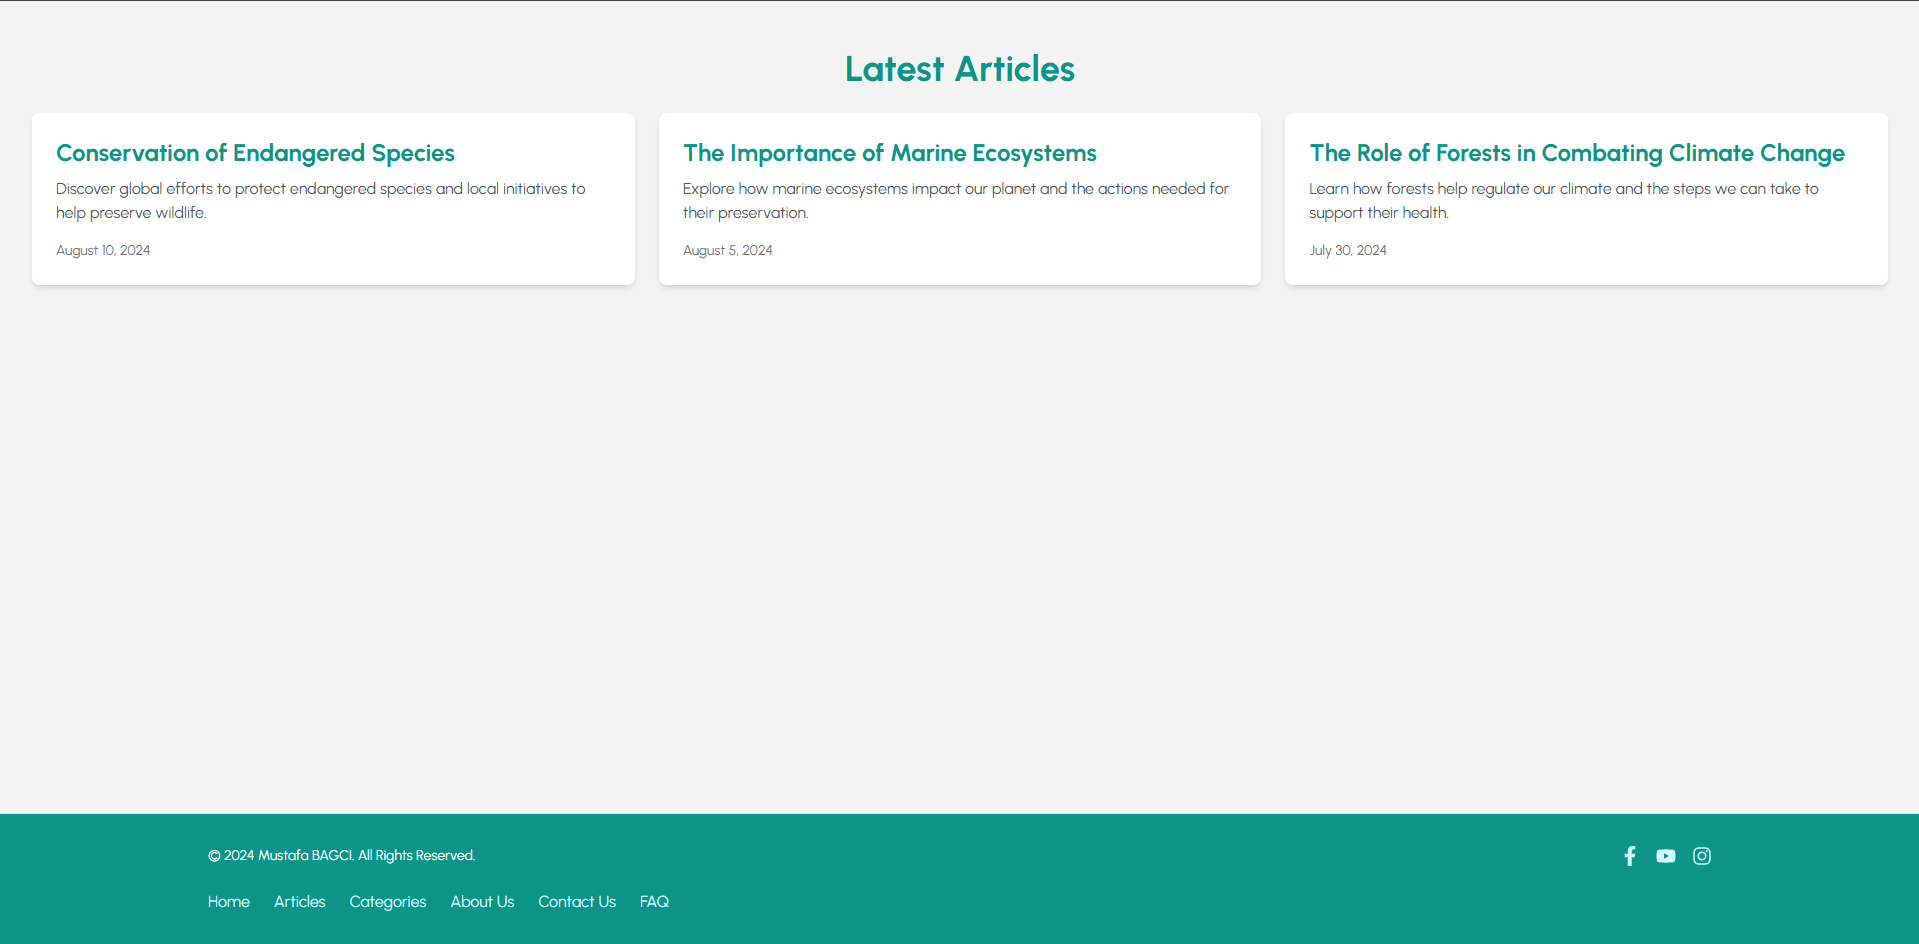 Latest Articles
Conservation of Endangered Species
Discover global efforts to protect endangered species and local initiatives to
help preserve wildlife.
August 10, 2024
The Importance of Marine Ecosystems
Explore how marine ecosystems impact our planet and the actions needed for
their preservation.
August 5, 2024
The Role of Forests in Combating Climate Change
Learn how forests help regulate our climate and the steps we can take to
support their health.
July 30, 2024
© 2024 Mustafa BAGCI. All Rights Reserved.
Home Articles Categories About Us Contact Us FAQ